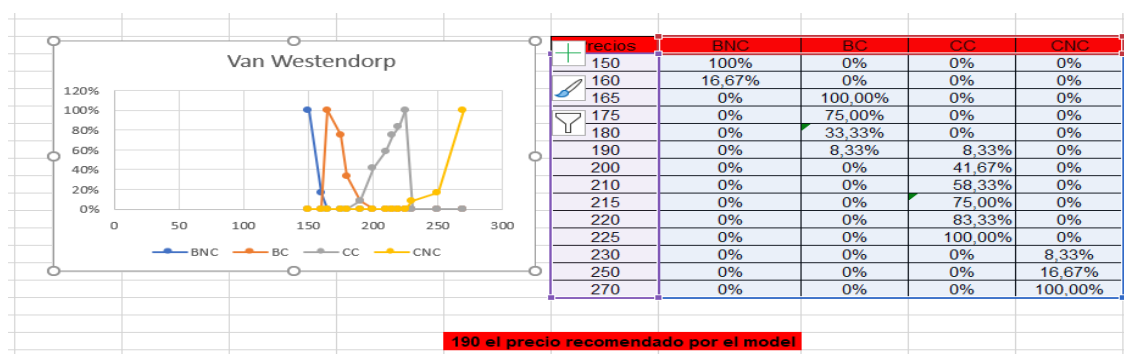 Van Westendorp
120%
100%
80%
60%
40%
20%
0%
0 50 100 150 200 250 300
BNC BC CC CNC
recios BNC BC CC CNC
150 100% 0% 0% 0%
160 16,67% 0% 0% 0%
165 0% 100,00% 0% 0%
175 0% 75,00% 0% 0%
180 0% 33,33% 0% 0%
190 0% 8,33% 8,33% 0%
200 0% 0% 41,67% 0%
210 0% 0% 58,33% 0%
215 0% 0% 75,00% 0%
220 0% 0% 83,33% 0%
225 0% 0% 100,00% 0%
230 0% 0% 0% 8,33%
250 0% 0% 0% 16,67%
270 0% 0% 0% 100,00%
190 el precio recomendado por el model